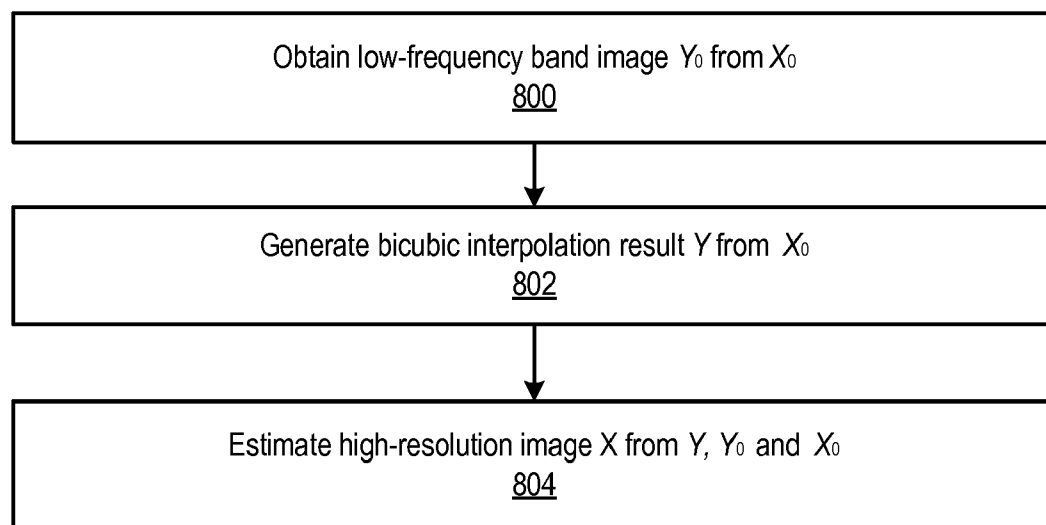 Obtain low-frequency band image Y₀ from X₀
800
Generate bicubic interpolation result Y from X₀
802
Estimate high-resolution image X from Y, Y₀ and X₀
804